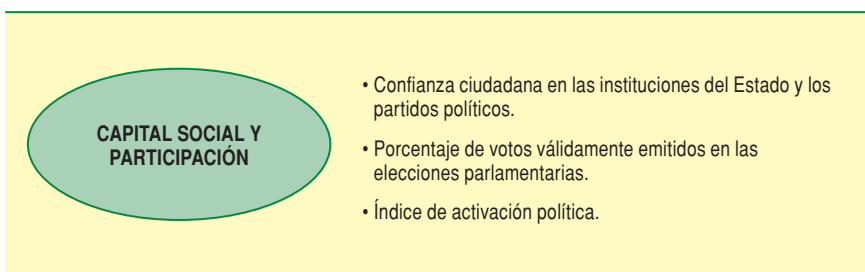 CAPITAL SOCIAL Y
PARTICIPACIÓN
• Confianza ciudadana en las instituciones del Estado y los
partidos políticos.
• Porcentaje de votos válidamente emitidos en las
elecciones parlamentarias.
• Índice de activación política.